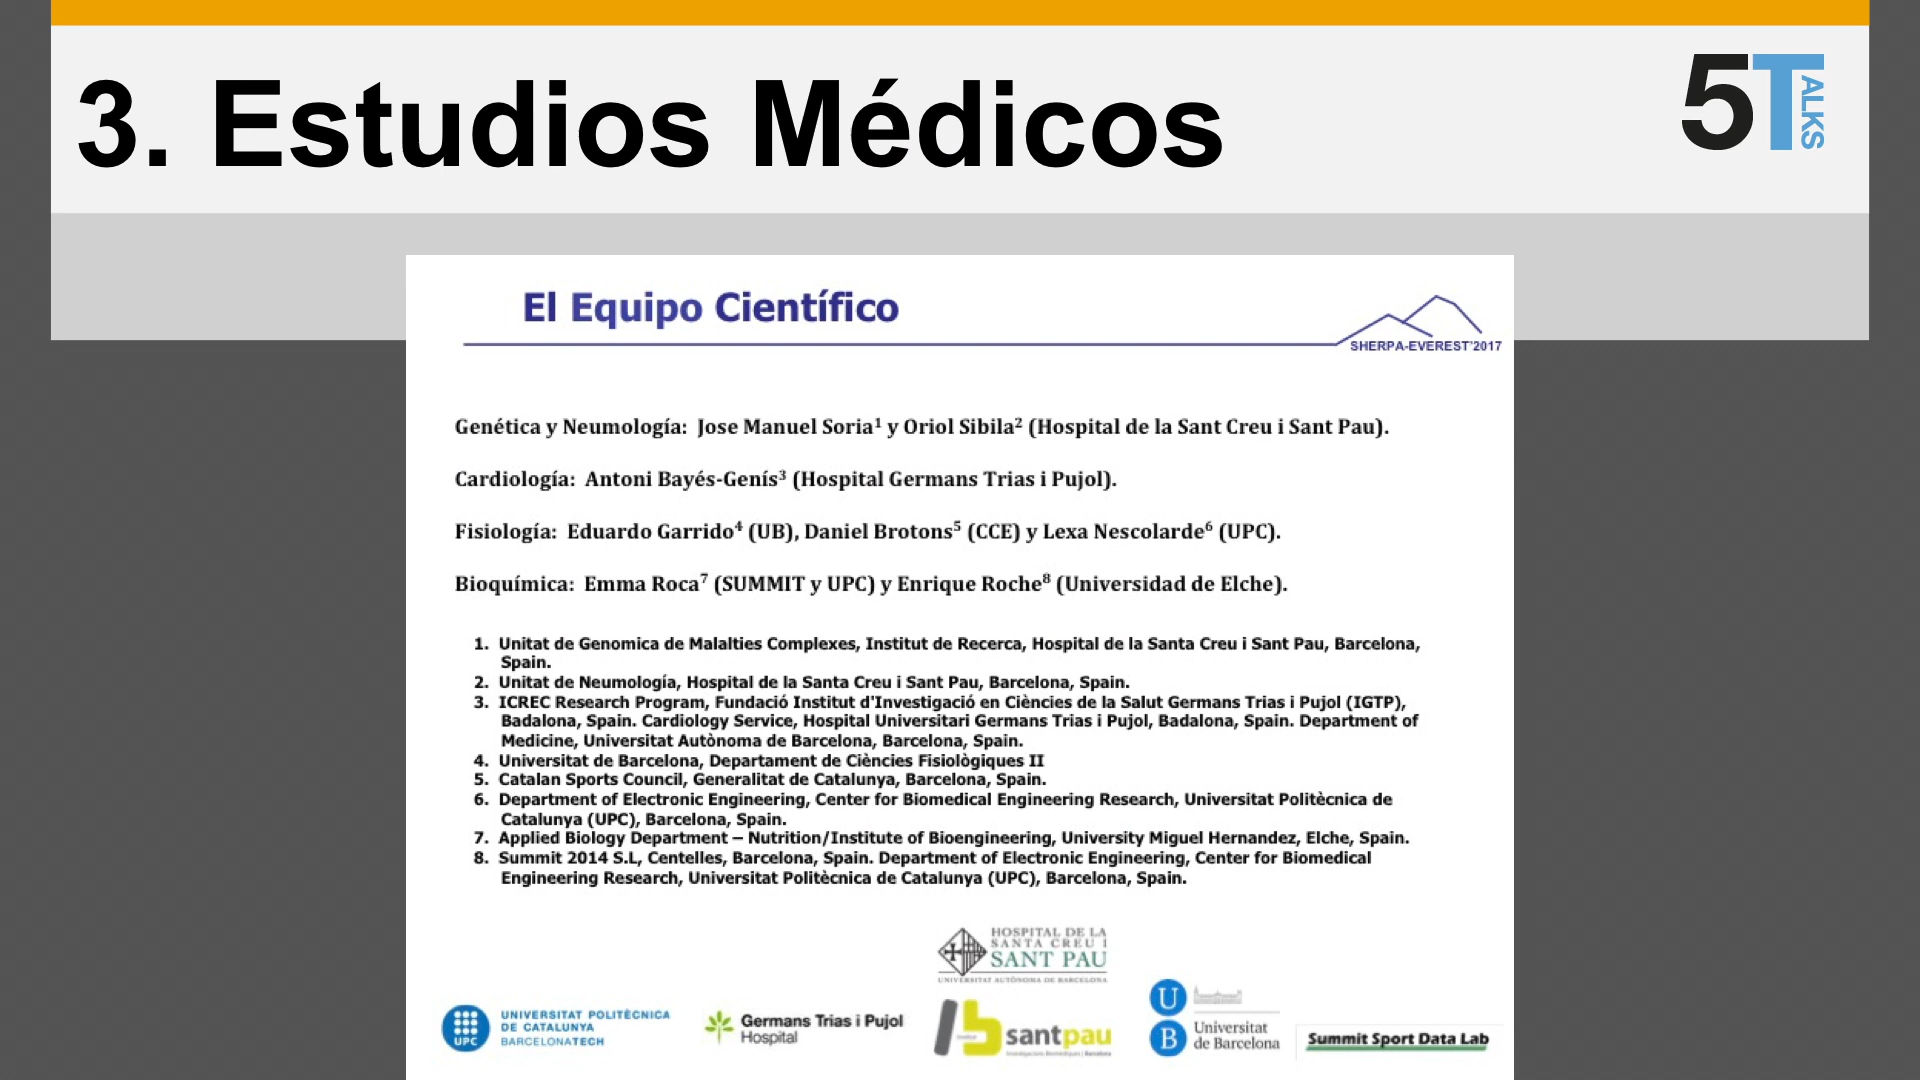 3. Estudios Médicos
5TALKS
El Equipo Científico
SHERPA-EVEREST'2017
Genética y Neumología: Jose Manuel Soria¹ y Oriol Sibila² (Hospital de la Sant Creu i Sant Pau).
Cardiología: Antoni Bayés-Genís³ (Hospital Germans Trias i Pujol).
Fisiología: Eduardo Garrido⁴ (UB), Daniel Brotons⁵ (CCE) y Lexa Nescolarde⁶ (UPC).
Bioquímica: Emma Roca⁷ (SUMMIT y UPC) y Enrique Roche⁸ (Universidad de Elche).
1. Unitat de Genomica de Malalties Complexes, Institut de Recerca, Hospital de la Santa Creu i Sant Pau, Barcelona,
Spain.
2. Unitat de Neumología, Hospital de la Santa Creu i Sant Pau, Barcelona, Spain.
3. ICREC Research Program, Fundació Institut d'Investigació en Ciències de la Salut Germans Trias i Pujol (IGTP),
Badalona, Spain. Cardiology Service, Hospital Universitari Germans Trias i Pujol, Badalona, Spain. Department of
Medicine, Universitat Autònoma de Barcelona, Barcelona, Spain.
4. Universitat de Barcelona, Departament de Ciències Fisiològiques II
5. Catalan Sports Council, Generalitat de Catalunya, Barcelona, Spain.
6. Department of Electronic Engineering, Center for Biomedical Engineering Research, Universitat Politècnica de
Catalunya (UPC), Barcelona, Spain.
7. Applied Biology Department – Nutrition/Institute of Bioengineering, University Miguel Hernandez, Elche, Spain.
8. Summit 2014 S.L, Centelles, Barcelona, Spain. Department of Electronic Engineering, Center for Biomedical
Engineering Research, Universitat Politècnica de Catalunya (UPC), Barcelona, Spain.
HOSPITAL DE LA
SANTA CREU I
SANT PAU
UNIVERSITAT AUTÒNOMA DE BARCELONA
UPC
UNIVERSITAT POLITÈCNICA
DE CATALUNYA
BARCELONATECH
Germans Trias i Pujol
Hospital
santpau
U
B
Universitat
de Barcelona
Summit Sport Data Lab